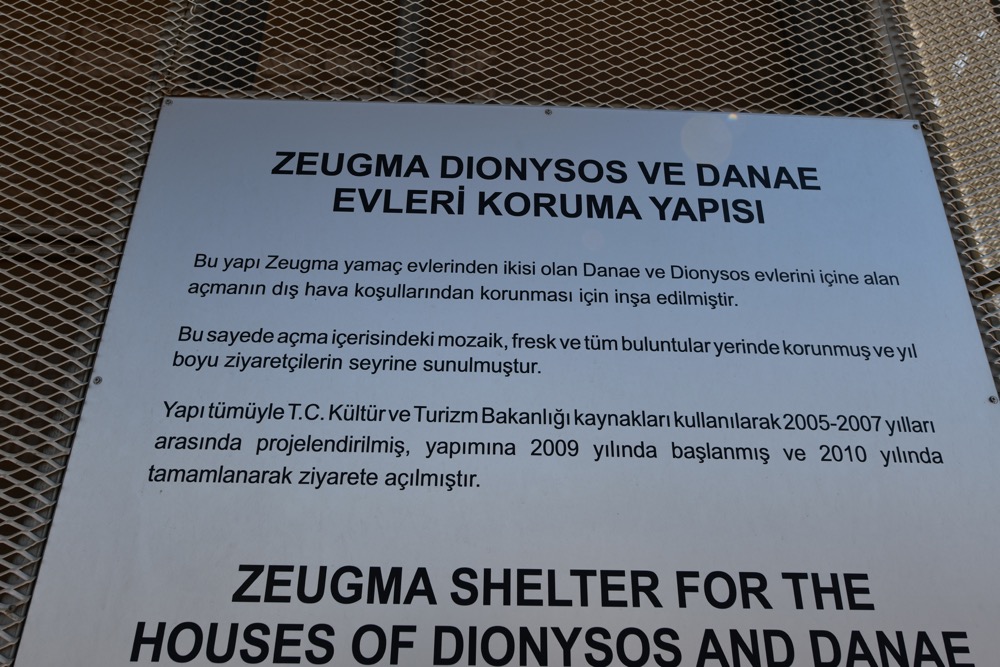 ZEUGMA DIONYSOS VE DANAE
EVLERİ KORUMA YAPISI
Bu yapı Zeugma yamaç evlerinden ikisi olan Danae ve Dionysos evlerini içine alan
açmanın dış hava koşullarından korunması için inşa edilmiştir.
Bu sayede açma içerisindeki mozaik, fresk ve tüm buluntular yerinde korunmuş ve yıl
boyu ziyaretçilerin seyrine sunulmuştur.
Yapı tümüyle T.C. Kültür ve Turizm Bakanlığı kaynakları kullanılarak 2005-2007 yılları
arasında projelendirilmiş, yapımına 2009 yılında başlanmış ve 2010 yılında
tamamlanarak ziyarete açılmıştır.
ZEUGMA SHELTER FOR THE
HOUSES OF DIONYSOS AND DANAE